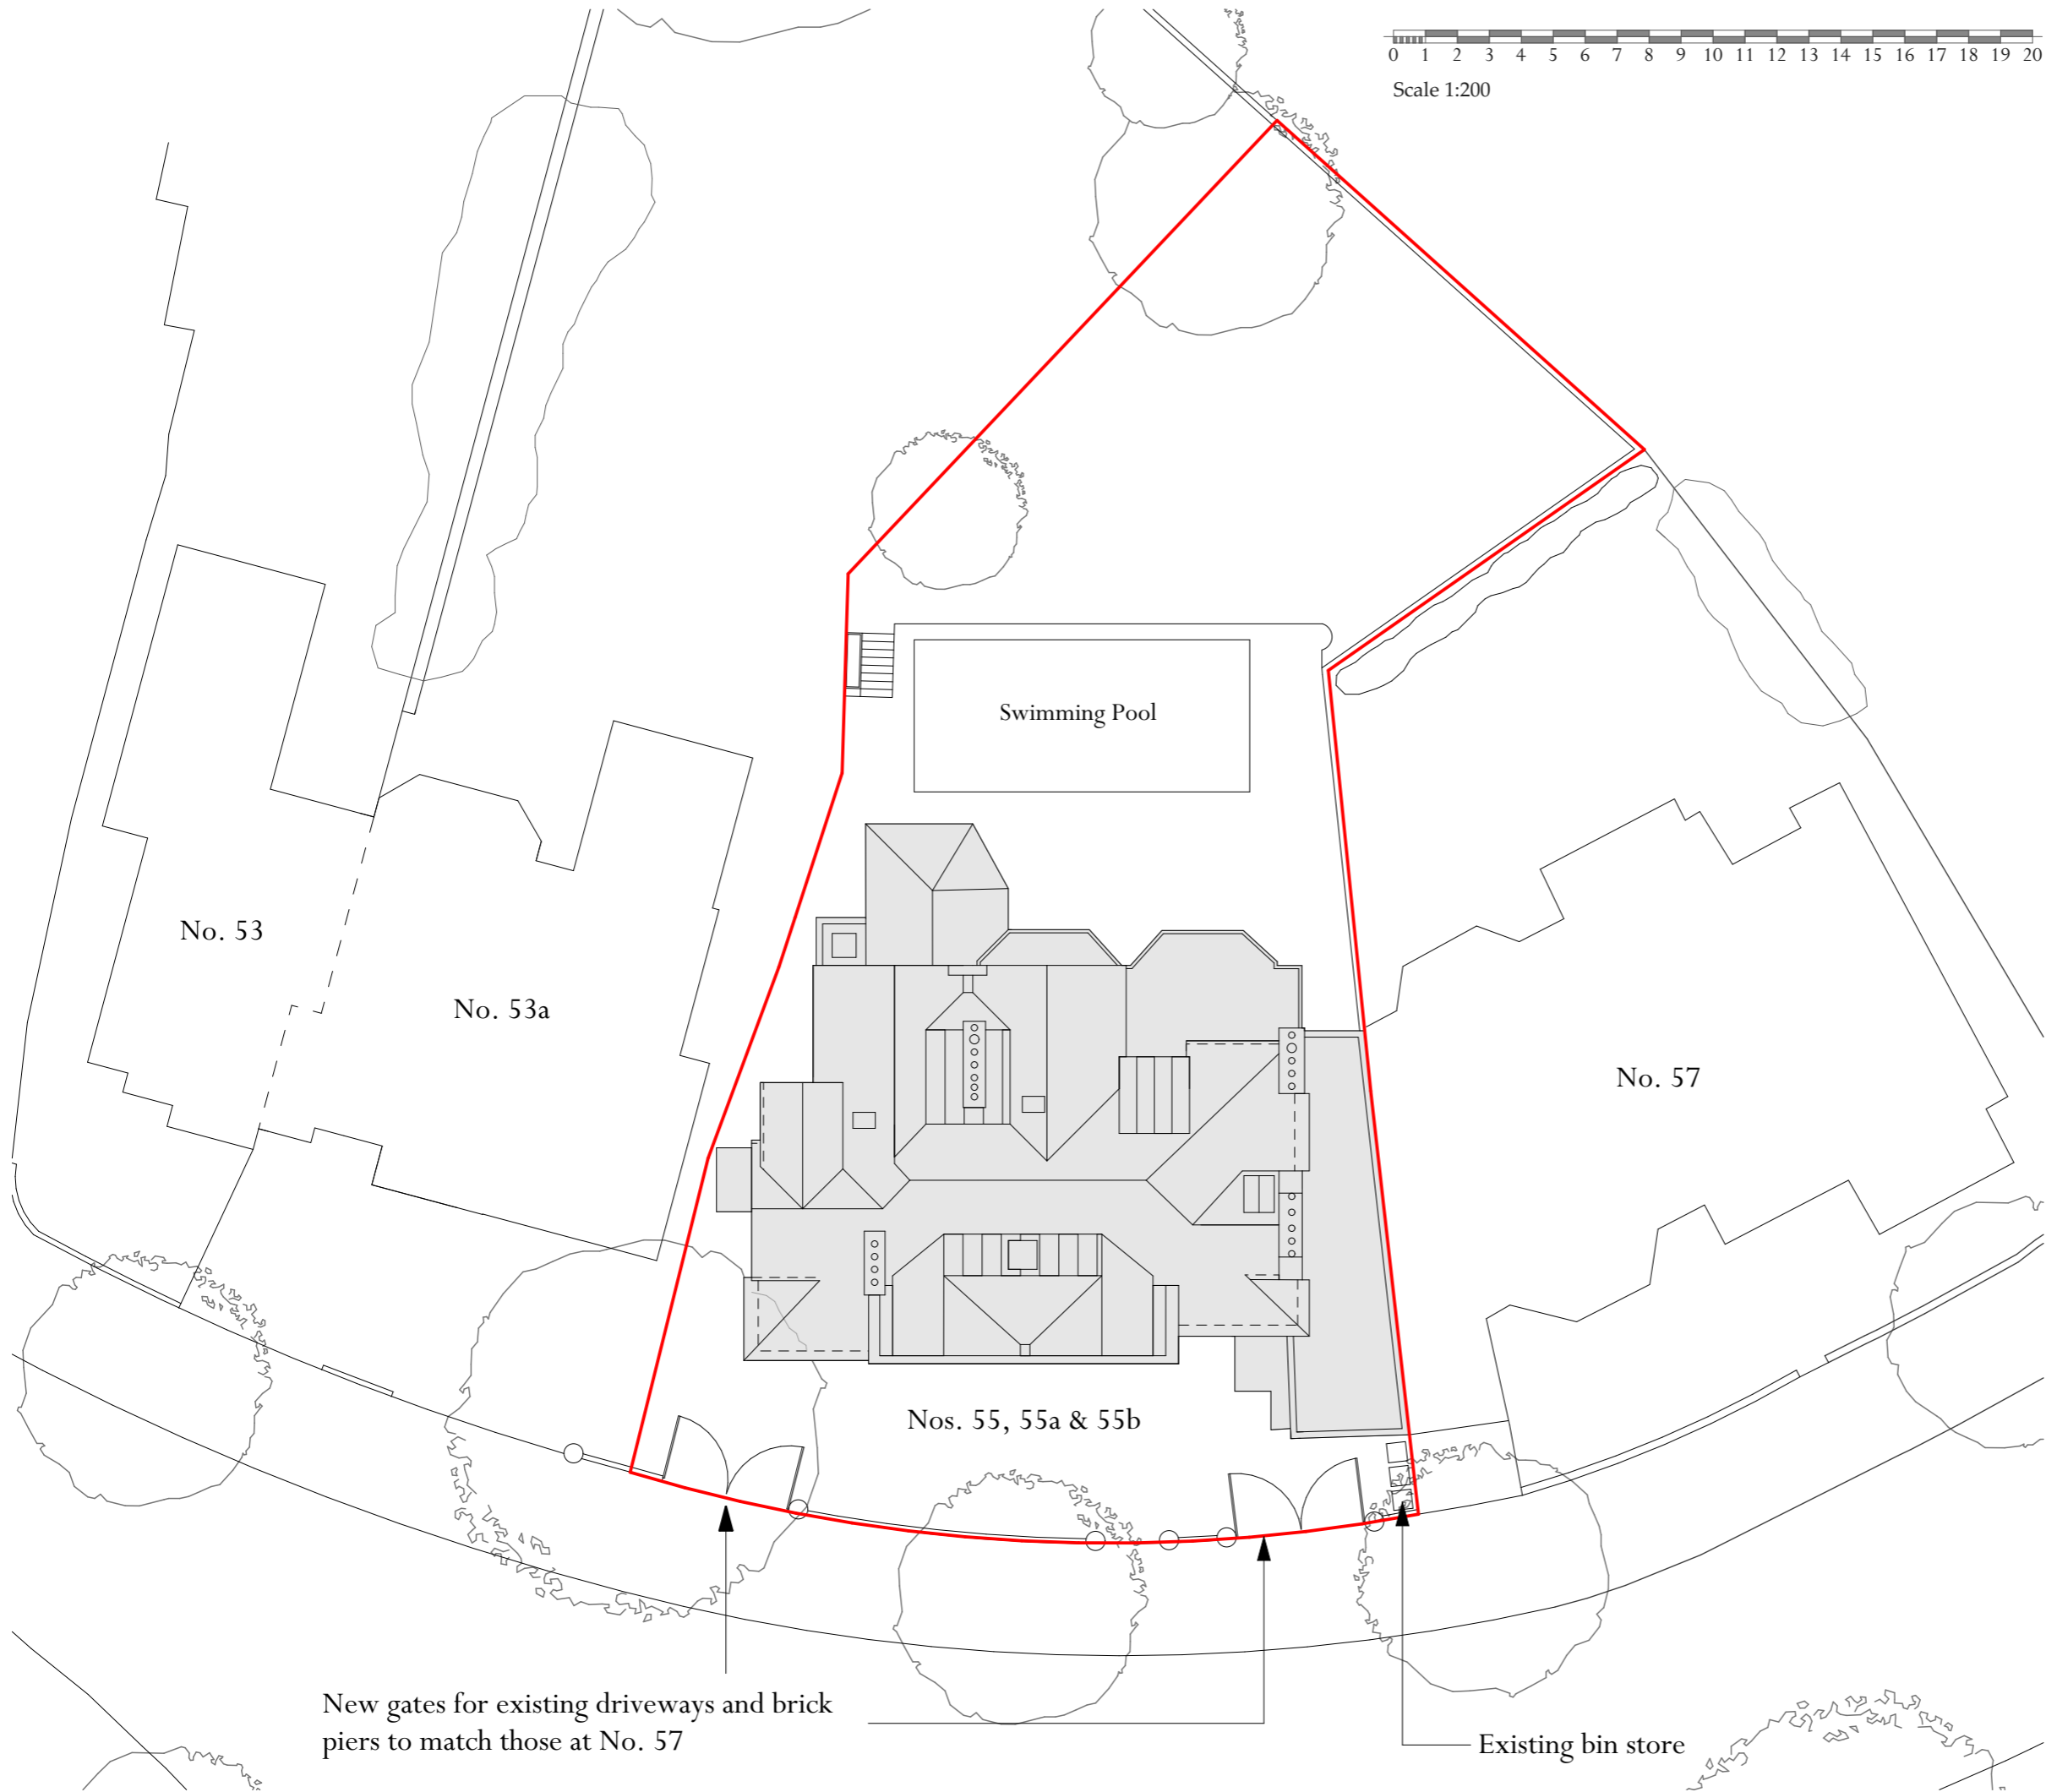 0 1 2 3 4 5 6 7 8 9 10 11 12 13 14 15 16 17 18 19 20
Scale 1:200
Swimming Pool
No. 53
No. 53a
No. 57
Nos. 55, 55a & 55b
New gates for existing driveways and brick
piers to match those at No. 57
Existing bin store